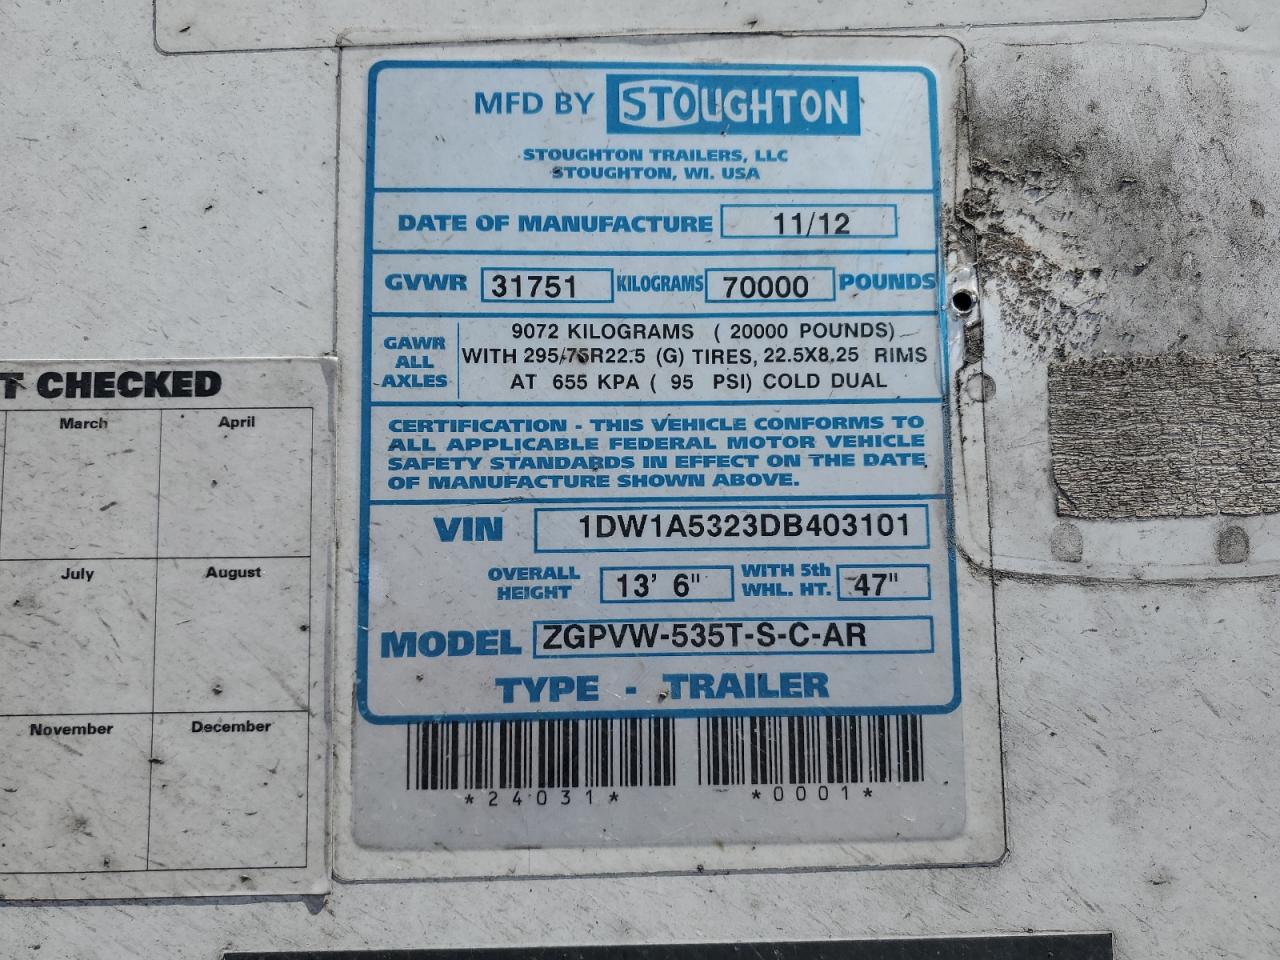 MFD BY STOUGHTON
STOUGHTON TRAILERS, LLC
STOUGHTON, WI. USA
DATE OF MANUFACTURE 11/12
GVWR 31751 KILOGRAMS 70000 POUNDS
GAWR ALL AXLES
9072 KILOGRAMS ( 20000 POUNDS)
WITH 295/75R22.5 (G) TIRES, 22.5X8.25 RIMS
AT 655 KPA ( 95 PSI) COLD DUAL
CERTIFICATION - THIS VEHICLE CONFORMS TO
ALL APPLICABLE FEDERAL MOTOR VEHICLE
SAFETY STANDARDS IN EFFECT ON THE DATE
OF MANUFACTURE SHOWN ABOVE.
VIN 1DW1A5323DB403101
OVERALL HEIGHT 13' 6" WITH 5th WHL. HT. 47"
MODEL ZGPVW-535T-S-C-AR
TYPE - TRAILER
*24031* *0001*
T CHECKED
March April
July August
November December